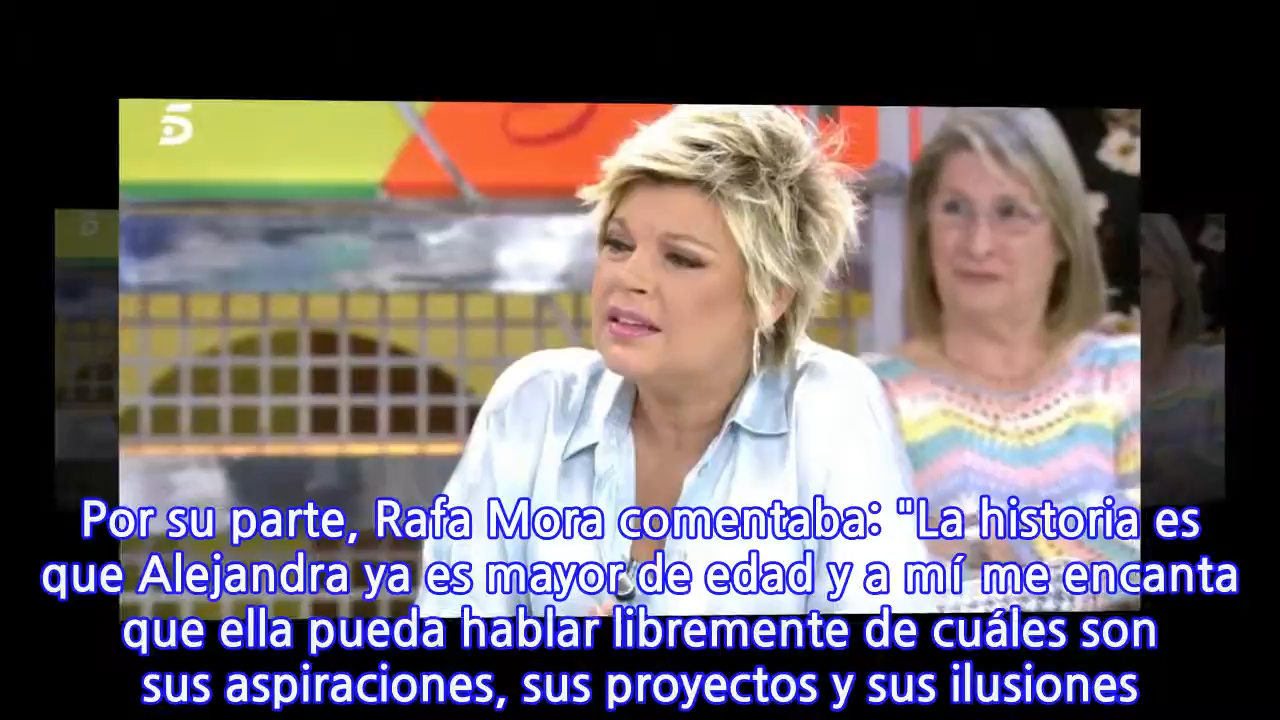 Por su parte, Rafa Mora comentaba: "La historia es
que Alejandra ya es mayor de edad y a mí me encanta
que ella pueda hablar libremente de cuáles son
sus aspiraciones, sus proyectos y sus ilusiones